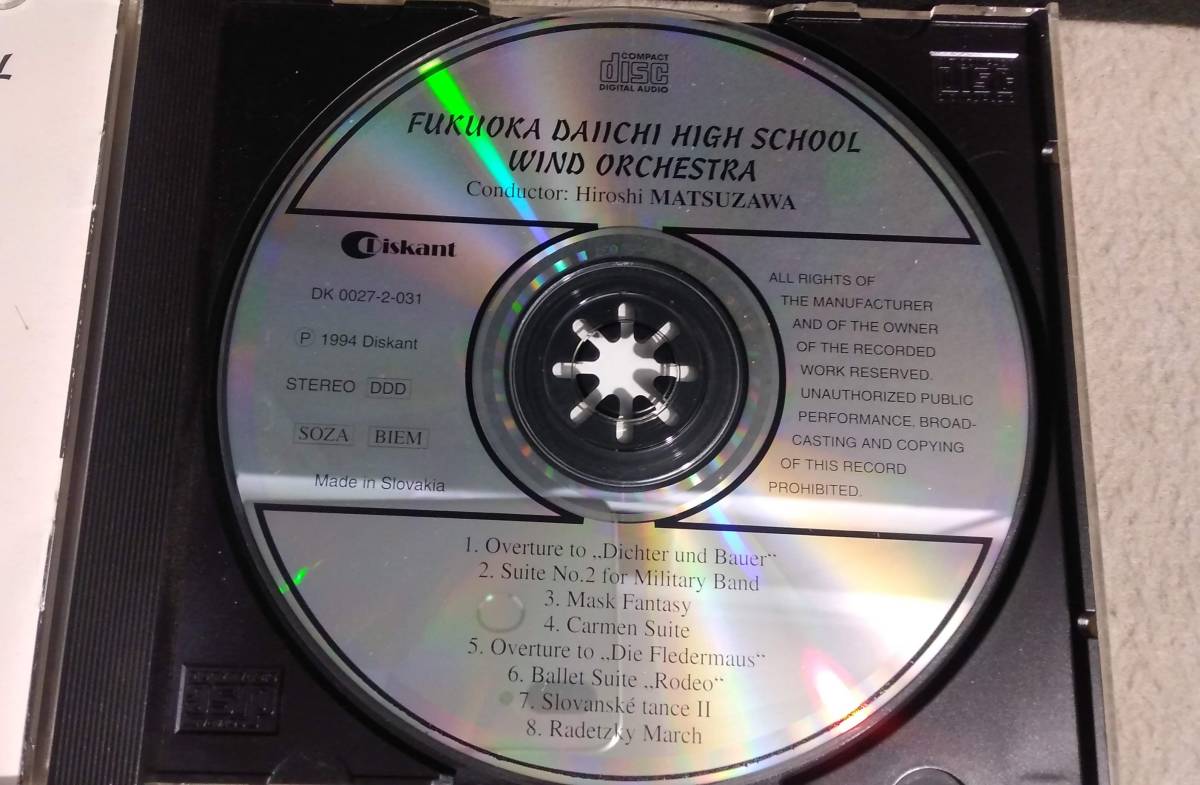 COMPACT
disc
DIGITAL AUDIO
FUKUOKA DAIICHI HIGH SCHOOL
WIND ORCHESTRA
Conductor: Hiroshi MATSUZAWA
Diskant
DK 0027-2-031
Ⓟ 1994 Diskant
STEREO DDD
SOZA BIEM
Made in Slovakia
ALL RIGHTS OF
THE MANUFACTURER
AND OF THE OWNER
OF THE RECORDED
WORK RESERVED.
UNAUTHORIZED PUBLIC
PERFORMANCE, BROAD-
CASTING AND COPYING
OF THIS RECORD
PROHIBITED.
1. Overture to „Dichter und Bauer“
2. Suite No.2 for Military Band
3. Mask Fantasy
4. Carmen Suite
5. Overture to „Die Fledermaus“
6. Ballet Suite „Rodeo“
7. Slovanské tance II
8. Radetzky March